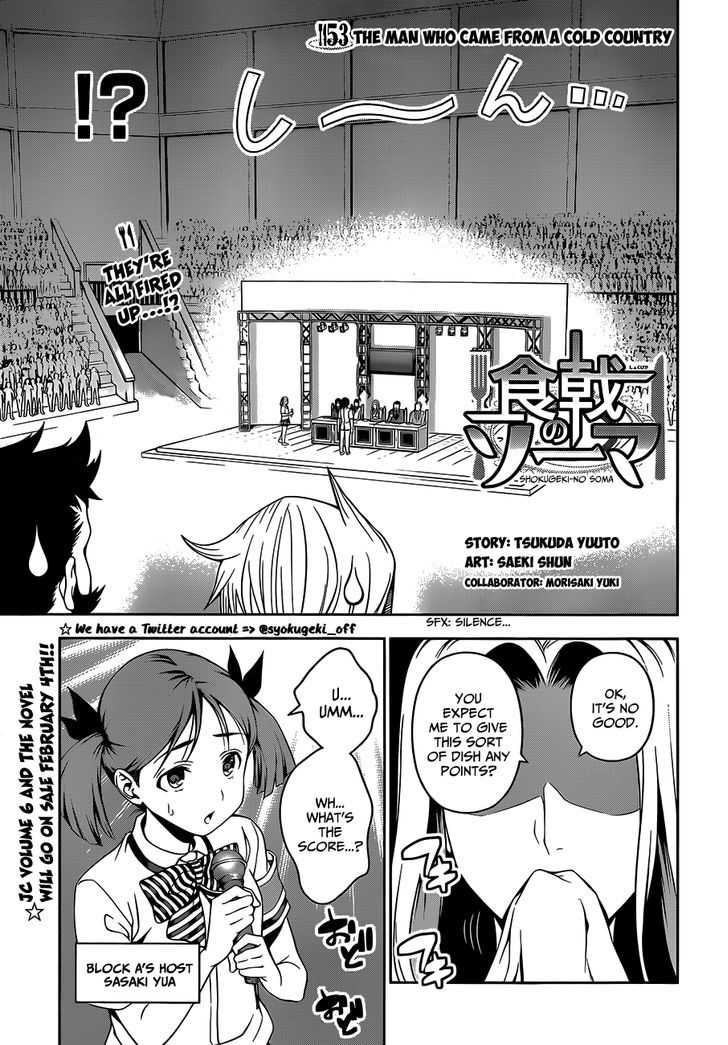 153 THE MAN WHO CAME FROM A COLD COUNTRY
!?
し〜ん…
THEY'RE
ALL FIRED
UP....!?
食戟
の
ソーマ
SHOKUGEKI-NO SOMA
STORY: TSUKUDA YUUTO
ART: SAEKI SHUN
COLLABORATOR: MORISAKI YUKI
SFX: SILENCE...
☆ We have a Twitter account => @syokugeki_off
OK,
IT'S NO
GOOD.
YOU
EXPECT
ME TO GIVE
THIS SORT
OF DISH ANY
POINTS?
フキ
フキ
U...
UMM...
WH...
WHAT'S
THE
SCORE...?
おど
おど
BLOCK A'S HOST
SASAKI YUA
☆ JC VOLUME 6 AND THE NOVEL
WILL GO ON SALE FEBRUARY 4TH!!